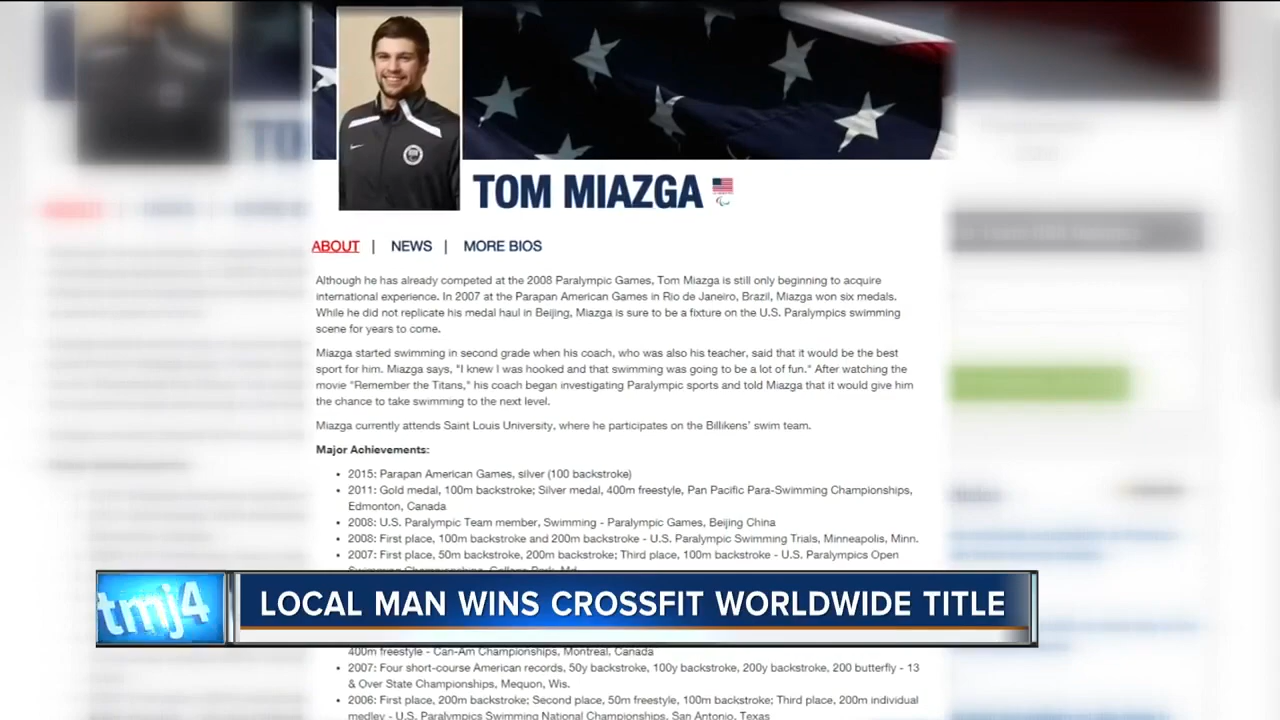 TOM MIAZGA
ABOUT | NEWS | MORE BIOS
Although he has already competed at the 2008 Paralympic Games, Tom Miazga is still only beginning to acquire
international experience. In 2007 at the Parapan American Games in Rio de Janeiro, Brazil, Miazga won six medals.
While he did not replicate his medal haul in Beijing, Miazga is sure to be a fixture on the U.S. Paralympics swimming
scene for years to come.
Miazga started swimming in second grade when his coach, who was also his teacher, said that it would be the best
sport for him. Miazga says, "I knew I was hooked and that swimming was going to be a lot of fun." After watching the
movie "Remember the Titans," his coach began investigating Paralympic sports and told Miazga that it would give him
the chance to take swimming to the next level.
Miazga currently attends Saint Louis University, where he participates on the Billikens' swim team.
Major Achievements:
• 2015: Parapan American Games, silver (100 backstroke)
• 2011: Gold medal, 100m backstroke; Silver medal, 400m freestyle, Pan Pacific Para-Swimming Championships,
Edmonton, Canada
• 2008: U.S. Paralympic Team member, Swimming - Paralympic Games, Beijing China
• 2008: First place, 100m backstroke and 200m backstroke - U.S. Paralympic Swimming Trials, Minneapolis, Minn.
• 2007: First place, 50m backstroke, 200m backstroke; Third place, 100m backstroke - U.S. Paralympics Open
tmj4
LOCAL MAN WINS CROSSFIT WORLDWIDE TITLE
400m freestyle - Can-Am Championships, Montreal, Canada
• 2007: Four short-course American records, 50y backstroke, 100y backstroke, 200y backstroke, 200 butterfly - 13
& Over State Championships, Mequon, Wis.
• 2006: First place, 200m backstroke; Second place, 50m freestyle, 100m backstroke; Third place, 200m individual
medley - U.S. Paralympics Swimming National Championships, San Antonio, Texas